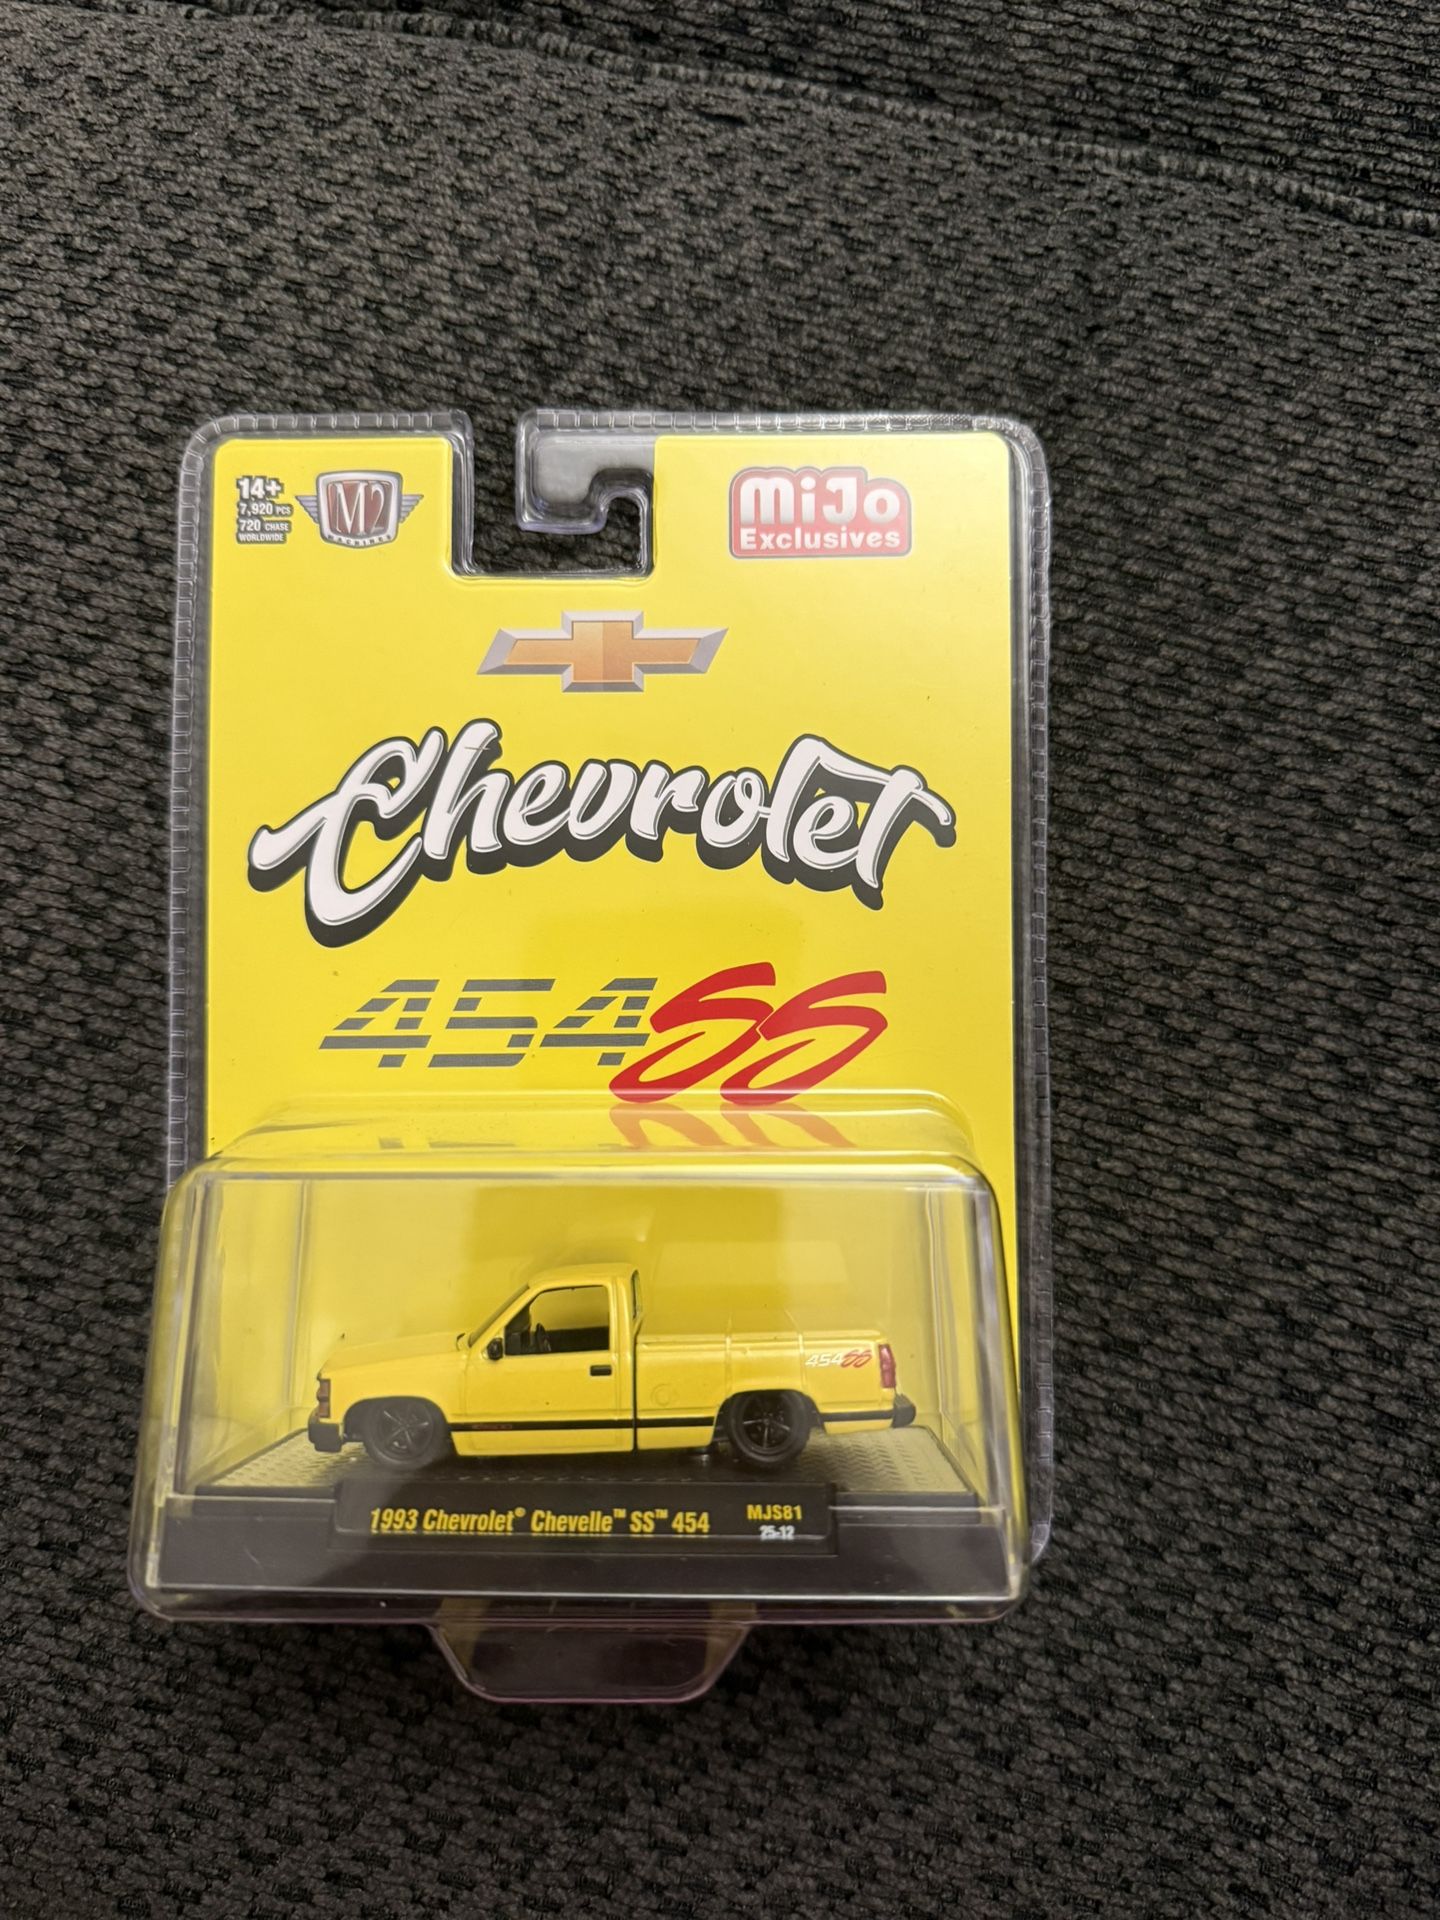 14+
7,920 PCS
720 CHASE
WORLDWIDE
M2
MACHINES
MiJo
Exclusives
Chevrolet
454SS
454SS
1993 Chevrolet® Chevelle™ SS™ 454
MJS81
25-12